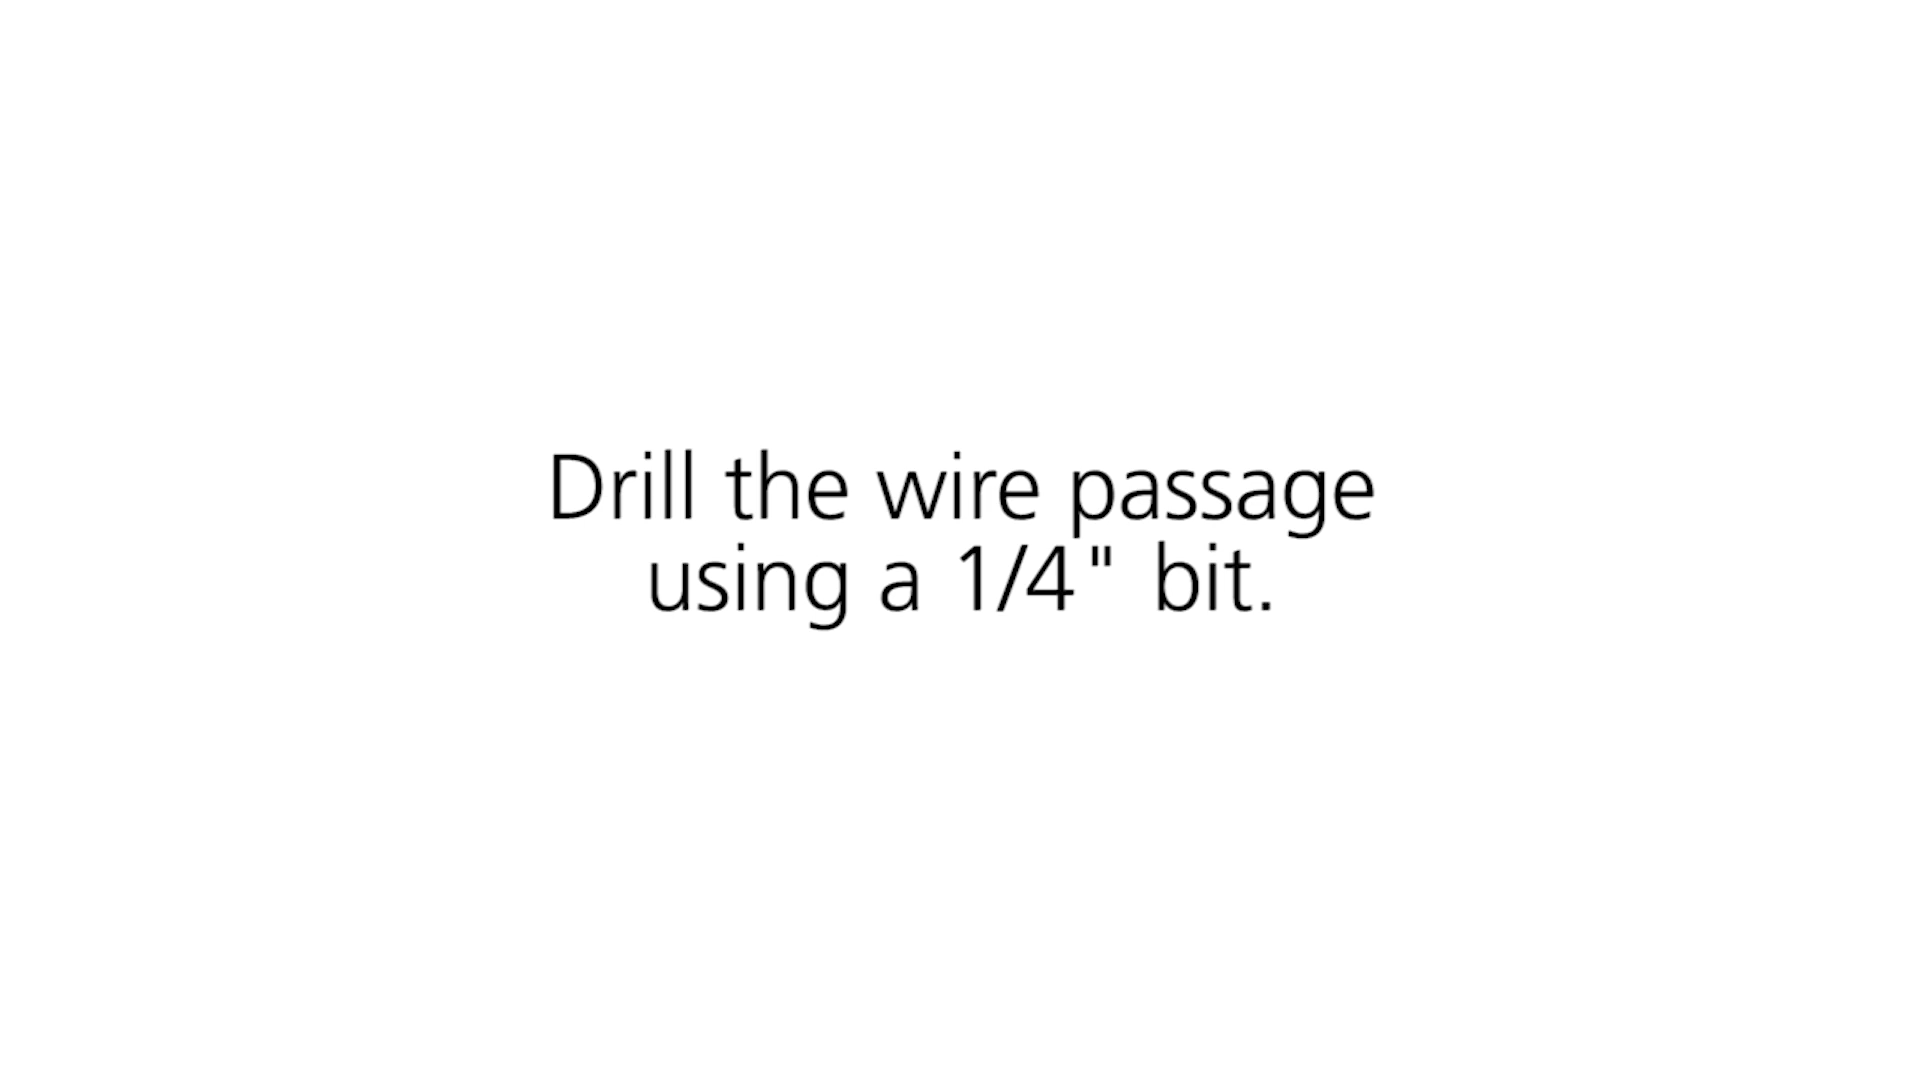 Drill the wire passage
using a 1/4" bit.